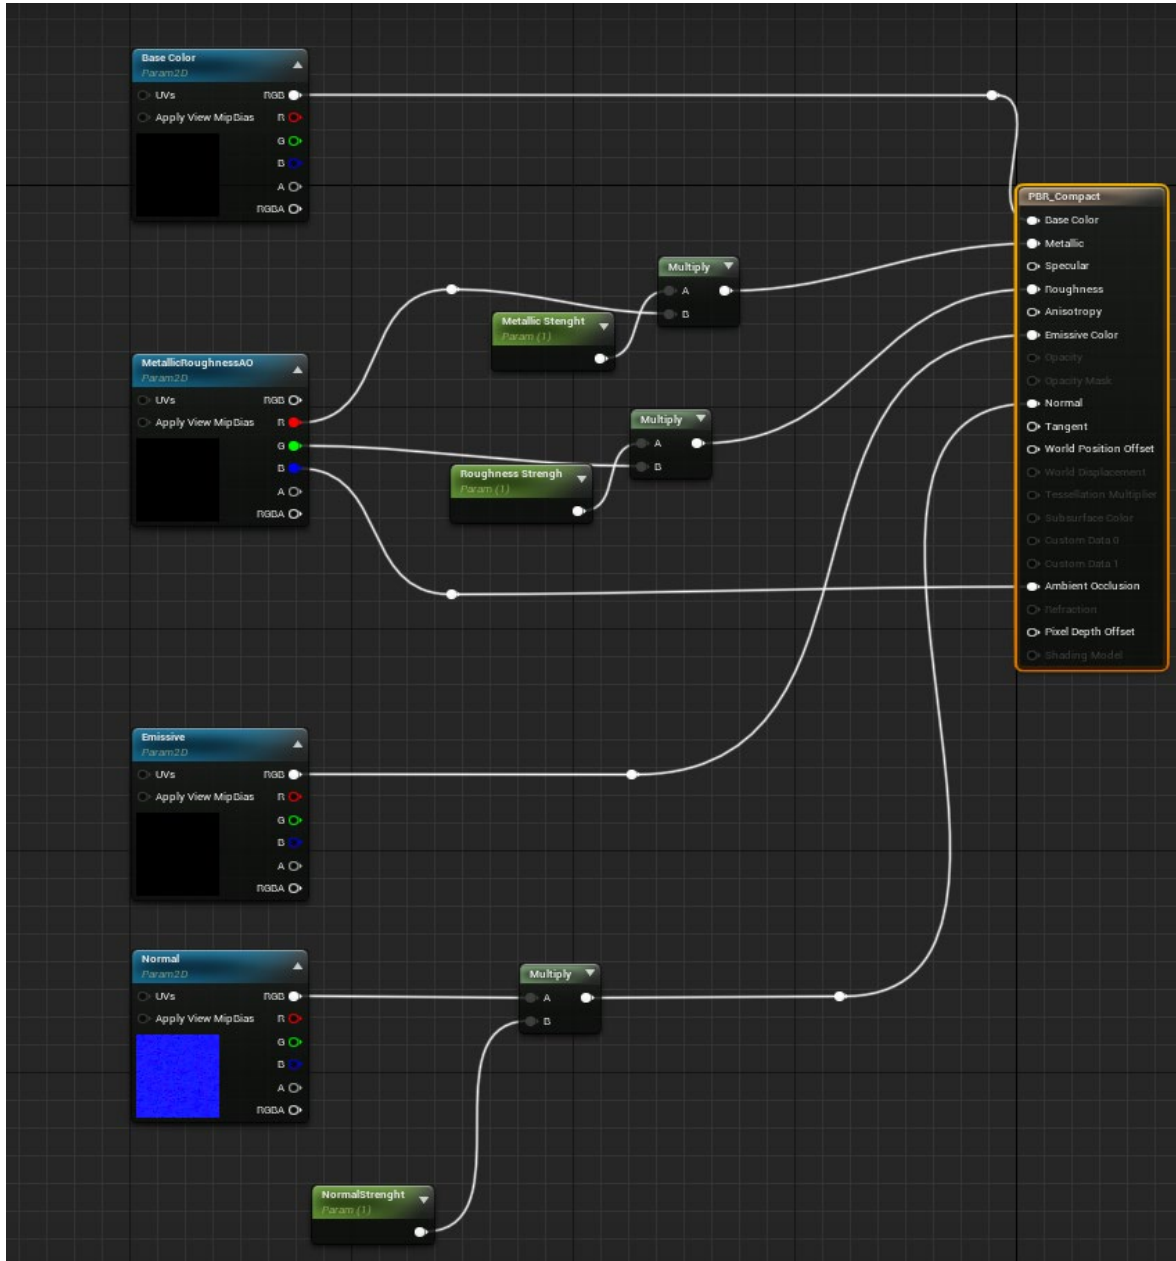 Base Color
Param2D
UVs RGB
Apply View MipBias R
G
B
A
RGBA
PBR_Compact
Base Color
Metallic
Specular
Roughness
Anisotropy
Emissive Color
Opacity
Opacity Mask
Normal
Tangent
World Position Offset
World Displacement
Tessellation Multiplier
Subsurface Color
Custom Data 0
Custom Data 1
Ambient Occlusion
Refraction
Pixel Depth Offset
Shading Model
Multiply
A
B
Metallic Stenght
Param (1)
MetallicRoughnessAO
Param2D
UVs RGB
Apply View MipBias R
G
B
A
RGBA
Multiply
A
B
Roughness Strengh
Param (1)
Emissive
Param2D
UVs RGB
Apply View MipBias R
G
B
A
RGBA
Normal
Param2D
UVs RGB
Apply View MipBias R
G
B
A
RGBA
Multiply
A
B
NormalStrenght
Param (1)